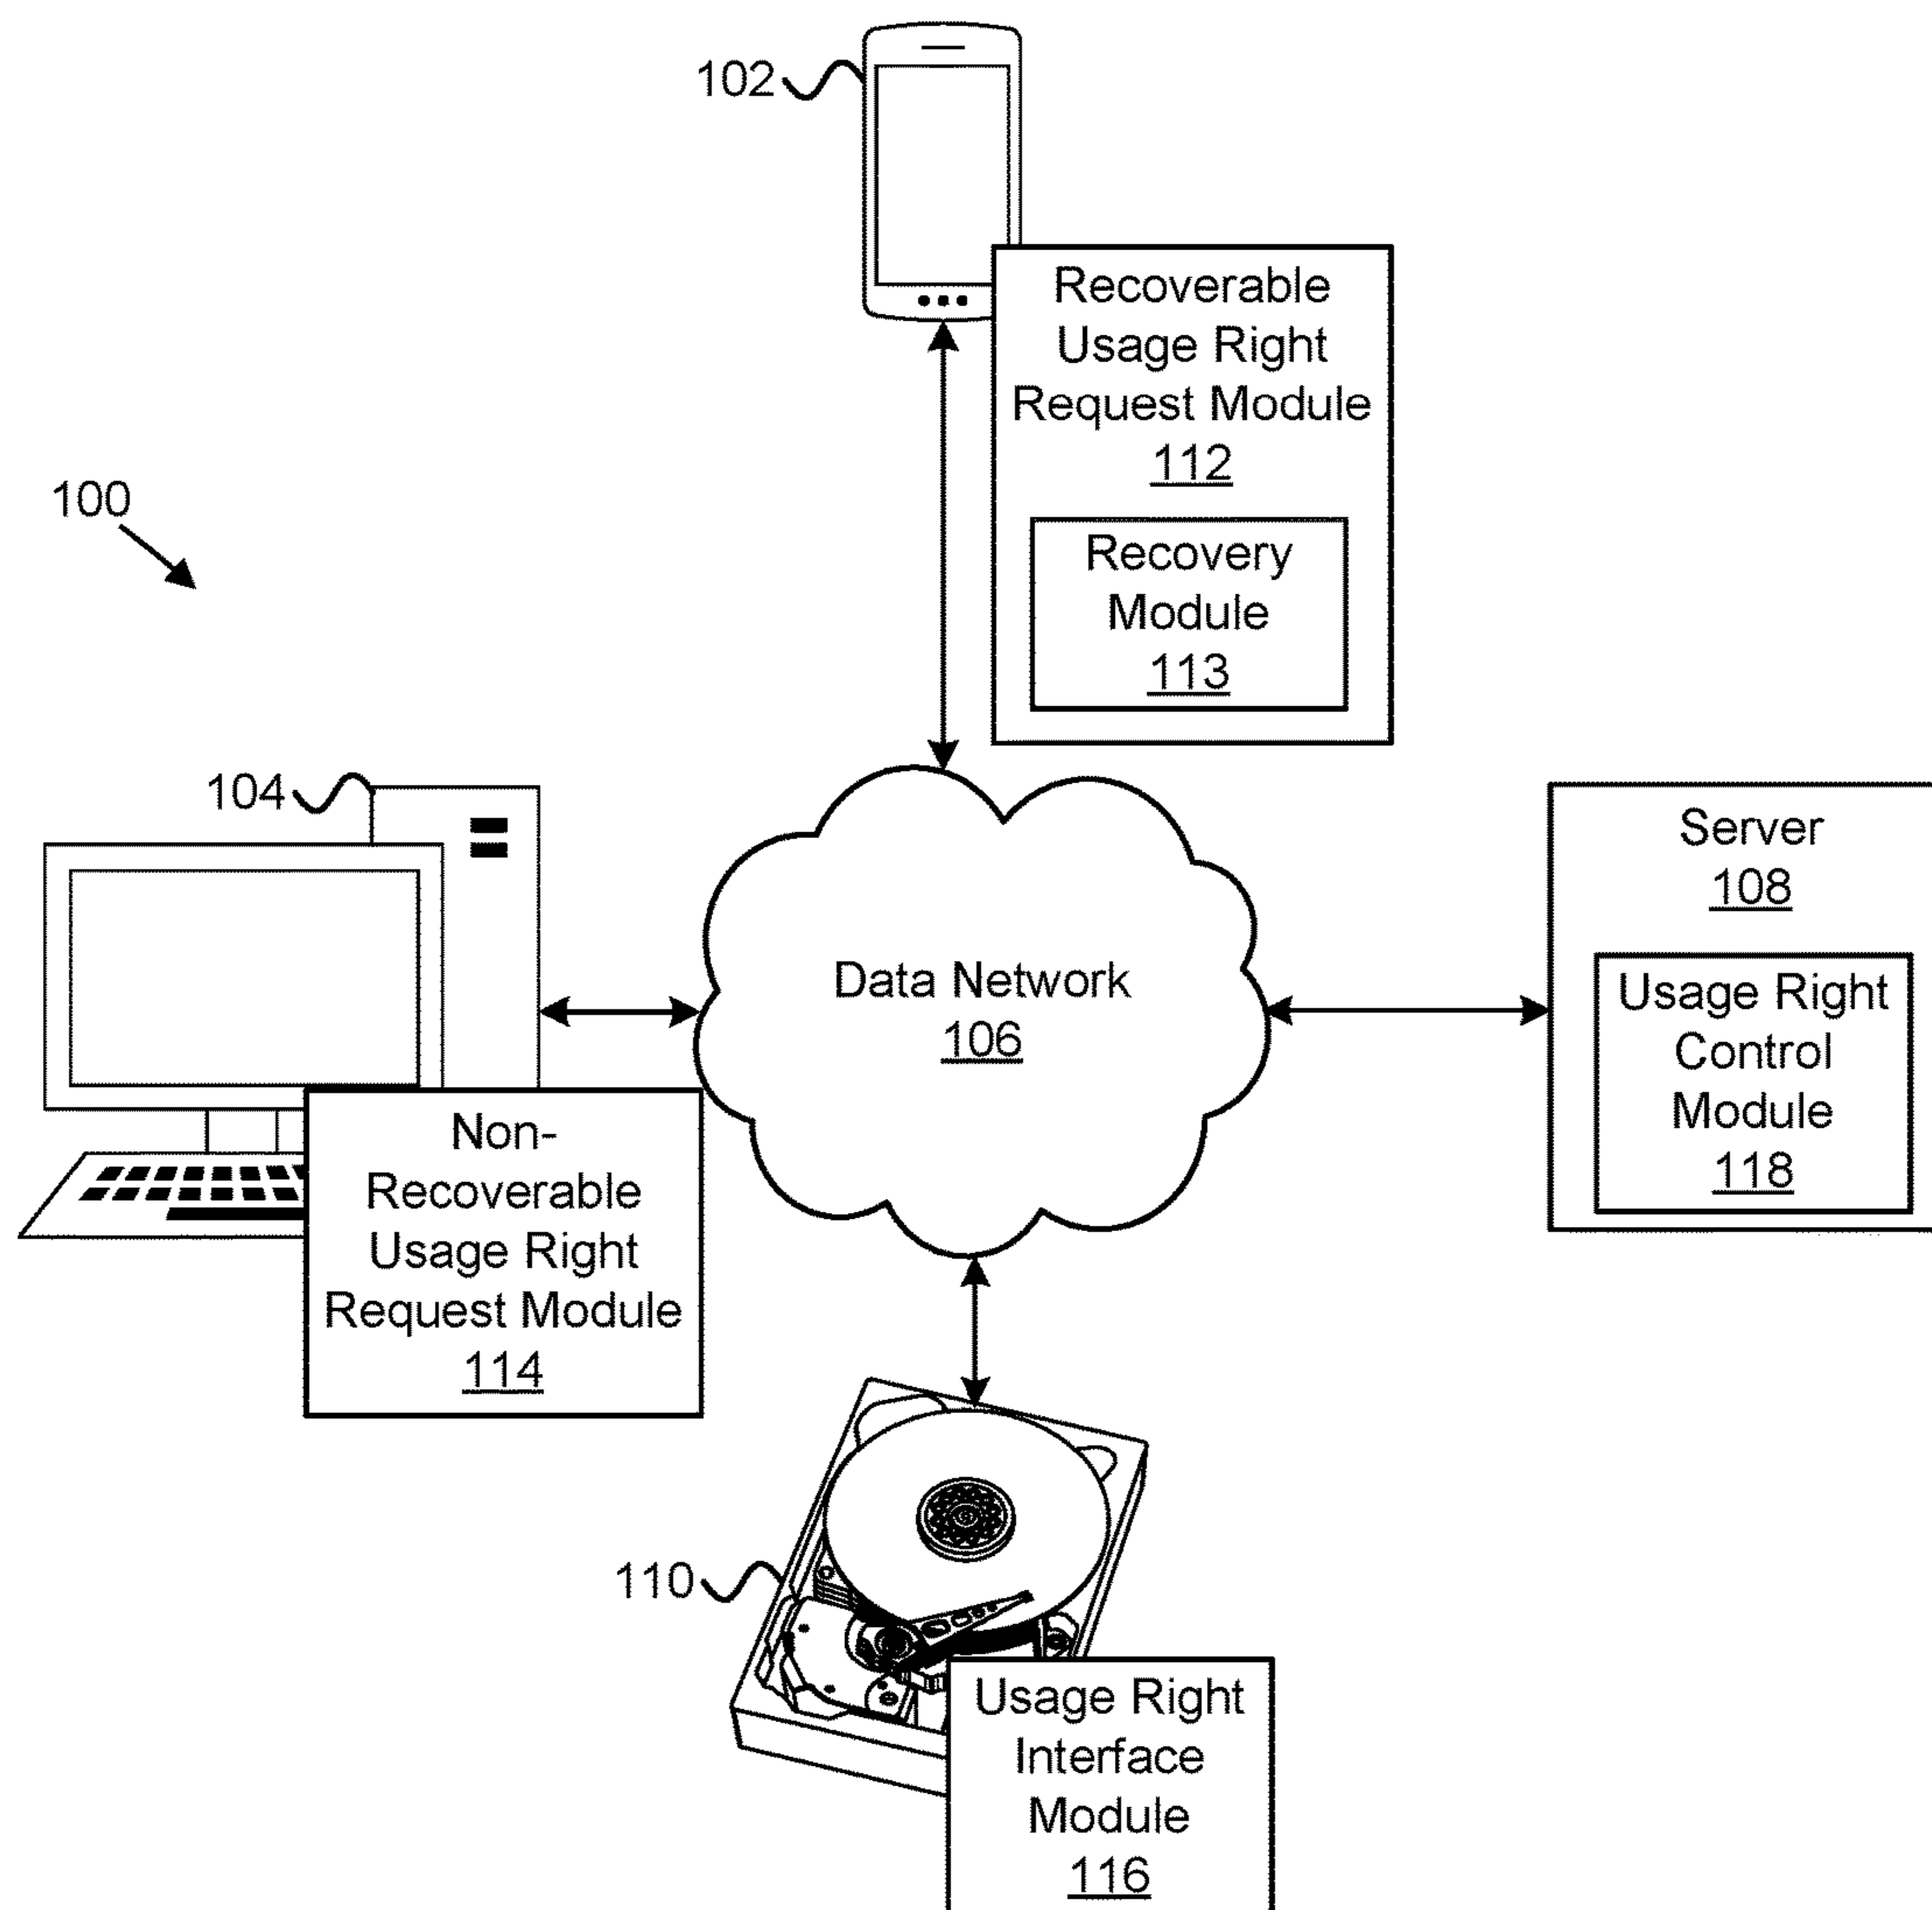 102
Recoverable
Usage Right
Request Module
112
Recovery
Module
113
100
104
Server
108
Usage Right
Control
Module
118
Data Network
106
Non-
Recoverable
Usage Right
Request Module
114
110
Usage Right
Interface
Module
116